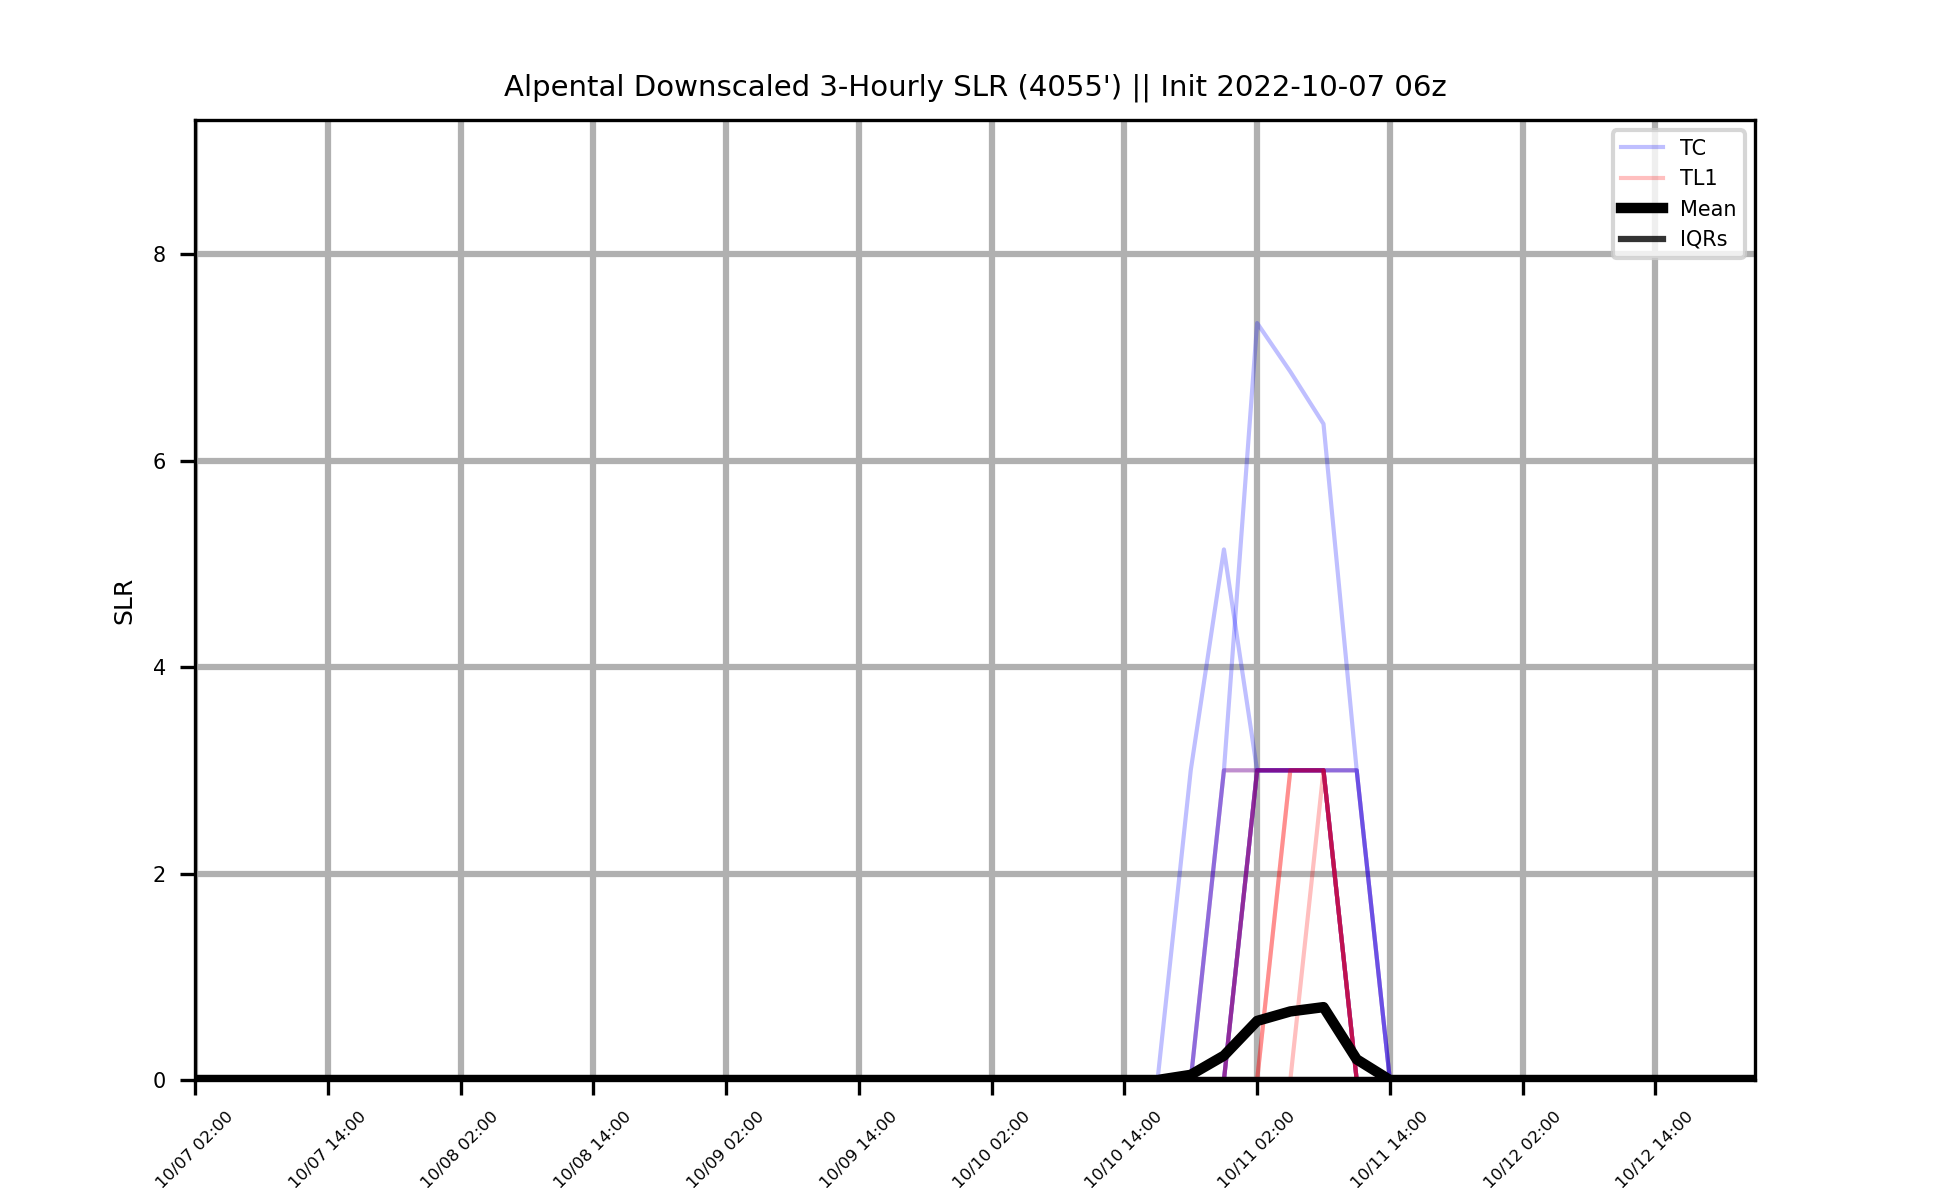 Alpental Downscaled 3-Hourly SLR (4055') || Init 2022-10-07 06z
TC
TL1
Mean
IQRs
SLR
8
6
4
2
0
10/07 02:00
10/07 14:00
10/08 02:00
10/08 14:00
10/09 02:00
10/09 14:00
10/10 02:00
10/10 14:00
10/11 02:00
10/11 14:00
10/12 02:00
10/12 14:00